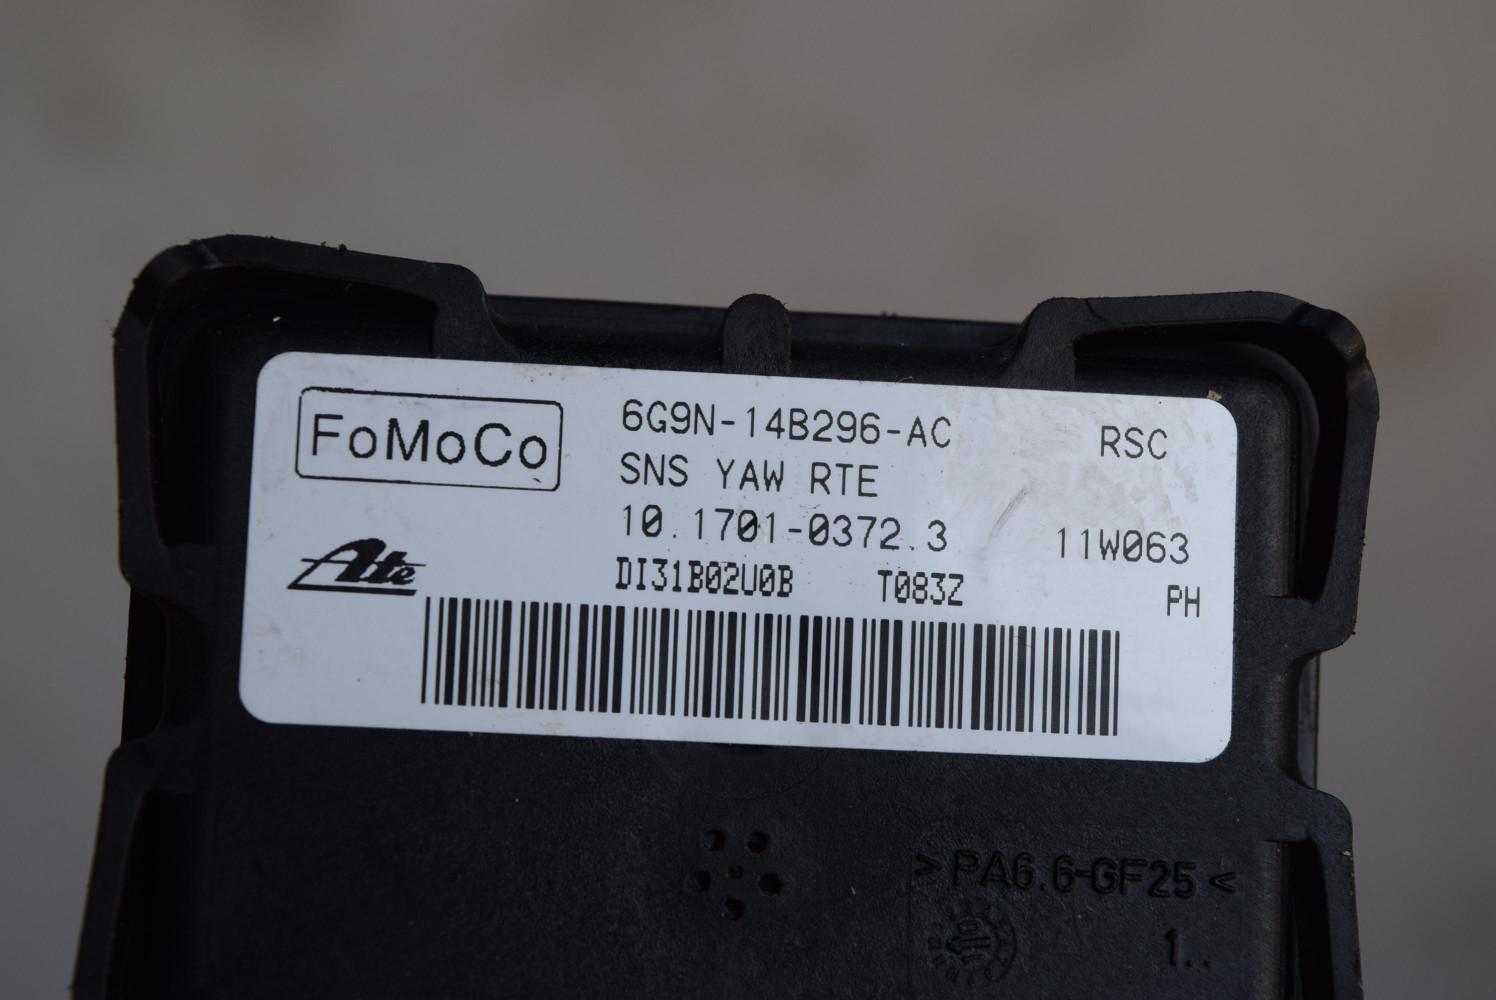 FoMoCo
6G9N-14B296-AC RSC
SNS YAW RTE
10.1701-0372.3 11W063
Ate
DI31B02U0B T083Z PH
>PA6.6-GF25<
1..